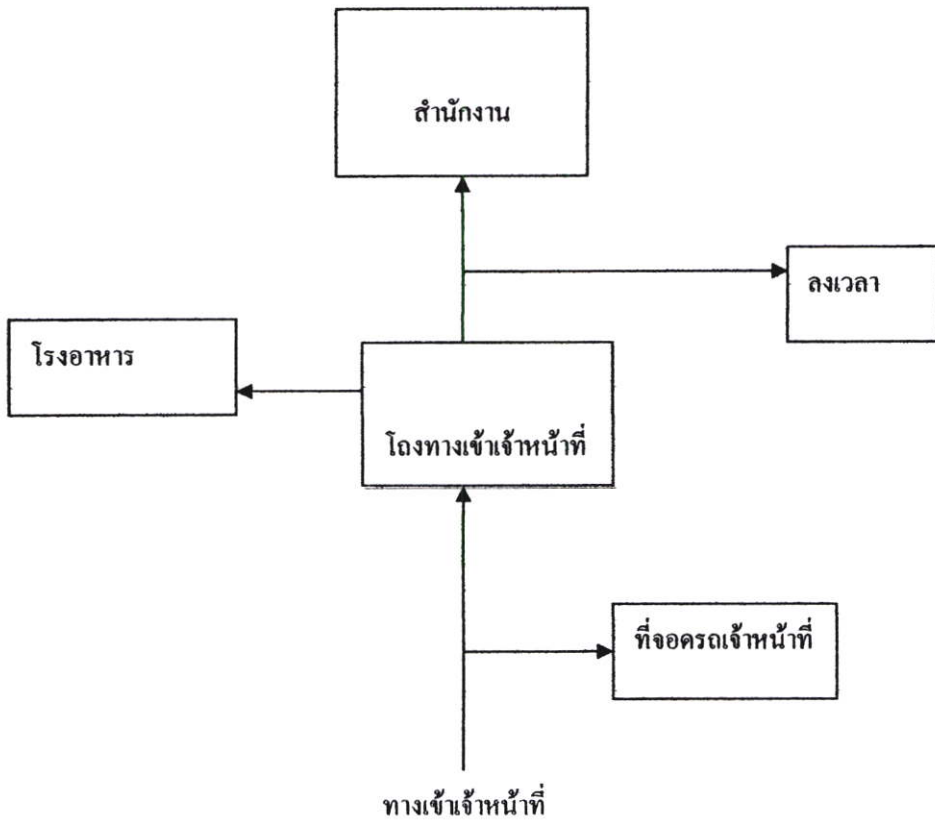 สำนักงาน
ลงเวลา
โรงอาหาร
โถงทางเข้าเจ้าหน้าที่
ที่จอดรถเจ้าหน้าที่
ทางเข้าเจ้าหน้าที่